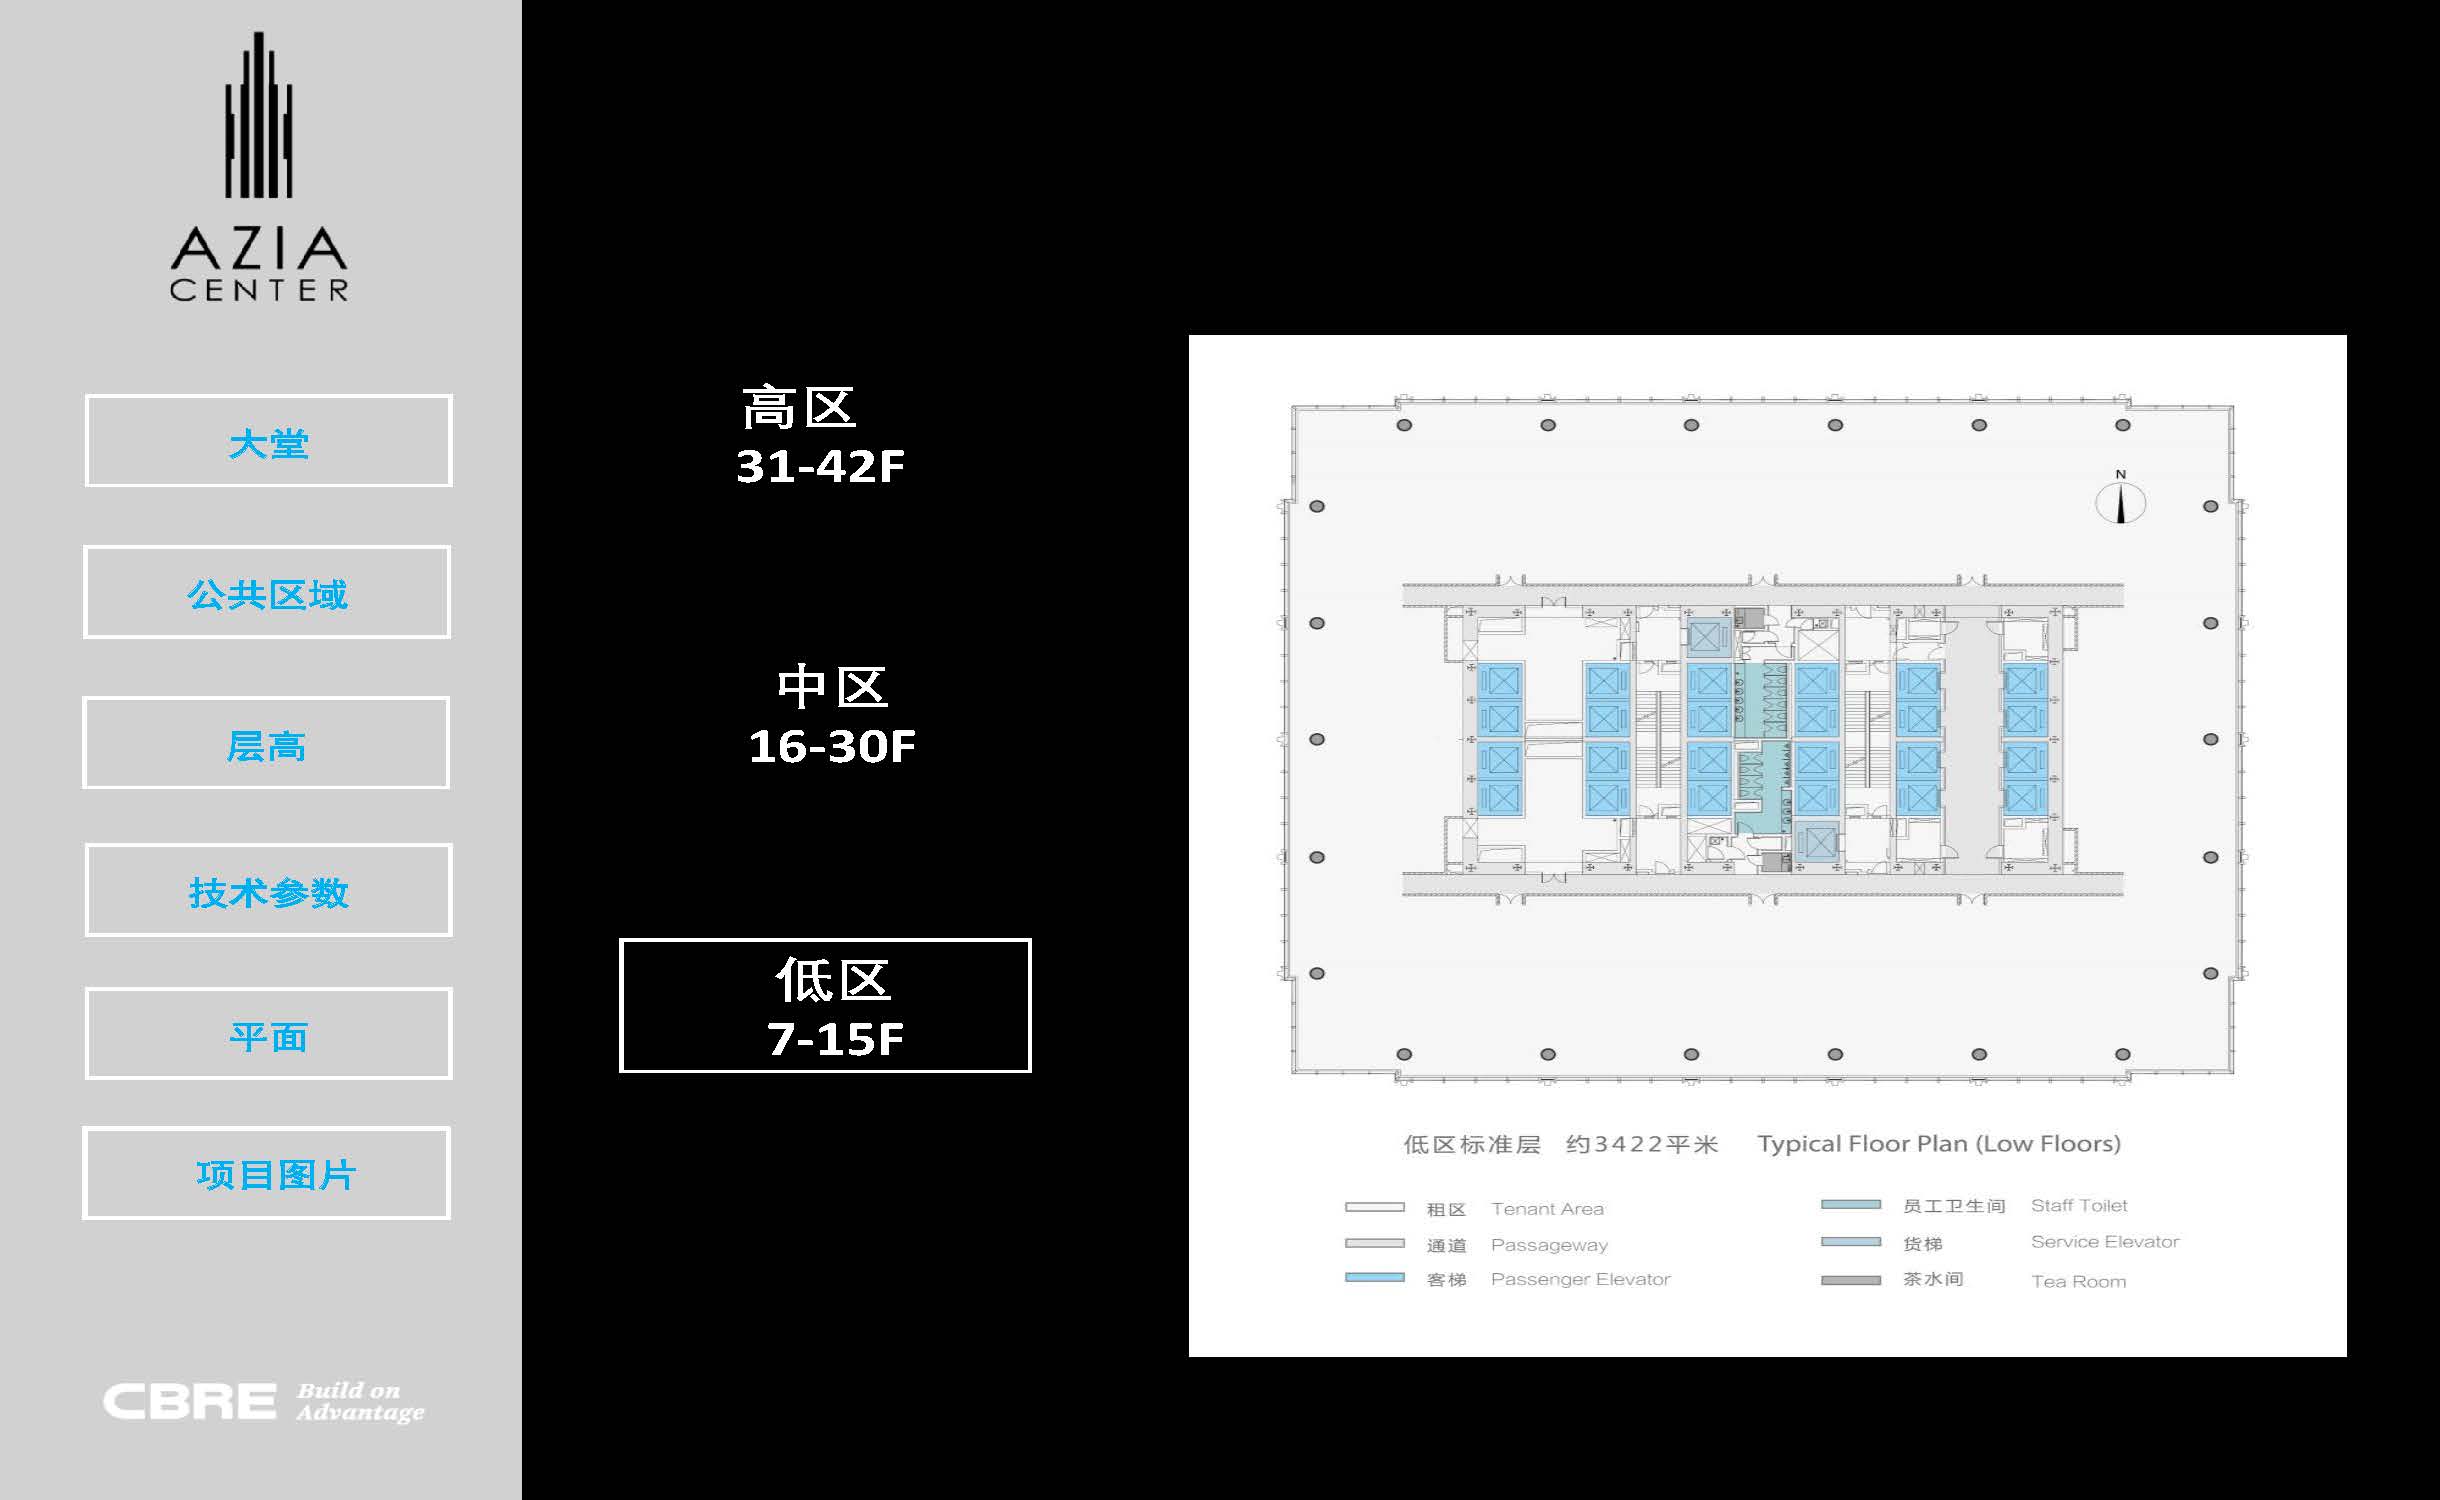 AZIA
CENTER
大堂
公共区域
层高
技术参数
平面
项目图片
CBRE Build on
Advantage
高区
31-42F
中区
16-30F
低区
7-15F
N
低区标准层 约3422平米 Typical Floor Plan (Low Floors)
租区 Tenant Area
通道 Passageway
客梯 Passenger Elevator
员工卫生间 Staff Toilet
货梯 Service Elevator
茶水间 Tea Room